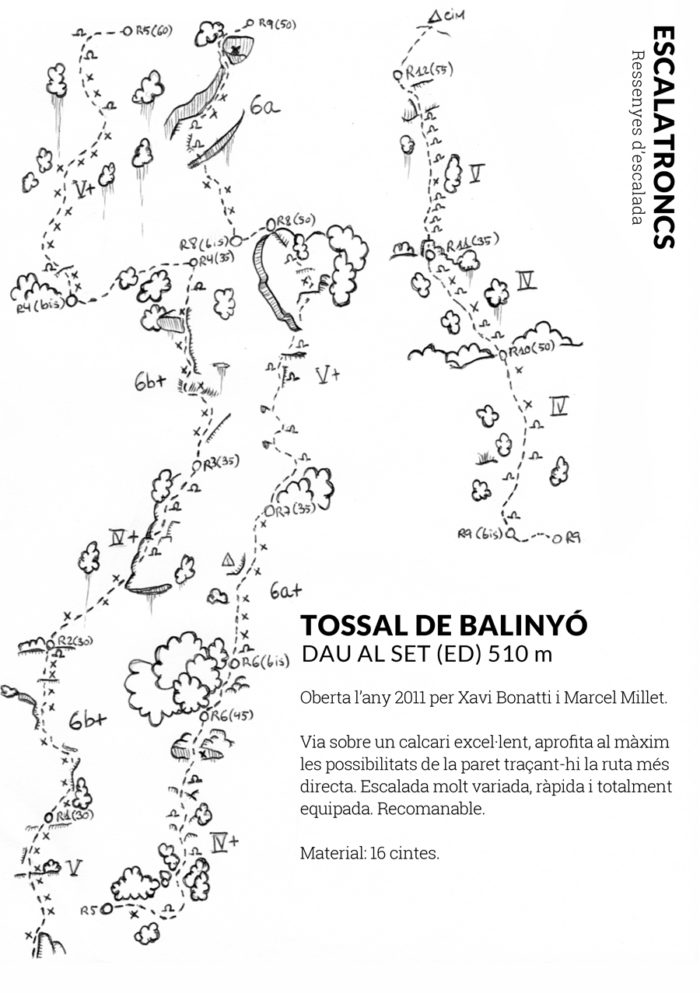 ESCALATRONCS
Ressenyes d'escalada
△ CIM
R12(55)
V
R11(35)
IV
R10(50)
IV
R9(bis)
R9
R9(50)
6a
R8(bis)
R8(50)
V+
R7(35)
6a+
R6(bis)
R6(45)
IV+
R5
R5(60)
V+
R4(bis)
R4(35)
6b+
R3(35)
IV+
R2(30)
6b+
R1(30)
V
TOSSAL DE BALINYÓ
DAU AL SET (ED) 510 m
Oberta l'any 2011 per Xavi Bonatti i Marcel Millet.
Via sobre un calcari excel·lent, aprofita al màxim
les possibilitats de la paret traçant-hi la ruta més
directa. Escalada molt variada, ràpida i totalment
equipada. Recomanable.
Material: 16 cintes.